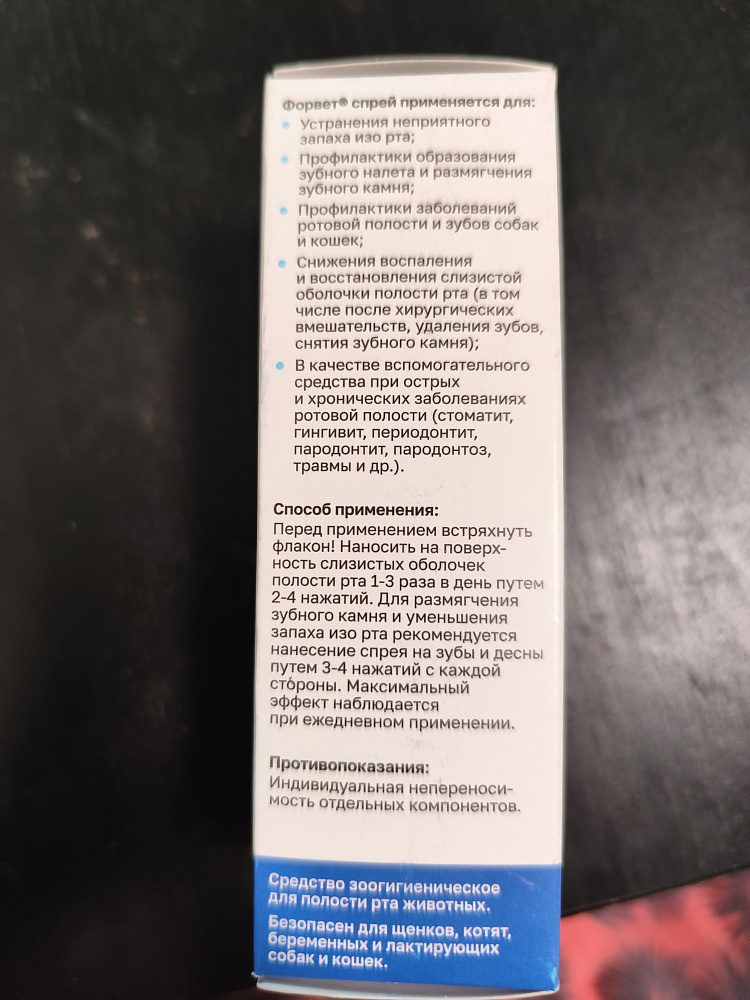 Форвет® спрей применяется для:
• Устранения неприятного
запаха изо рта;
• Профилактики образования
зубного налета и размягчения
зубного камня;
• Профилактики заболеваний
ротовой полости и зубов собак
и кошек;
• Снижения воспаления
и восстановления слизистой
оболочки полости рта (в том
числе после хирургических
вмешательств, удаления зубов,
снятия зубного камня);
• В качестве вспомогательного
средства при острых
и хронических заболеваниях
ротовой полости (стоматит,
гингивит, периодонтит,
пародонтит, пародонтоз,
травмы и др.).
Способ применения:
Перед применением встряхнуть
флакон! Наносить на поверх-
ность слизистых оболочек
полости рта 1-3 раза в день путем
2-4 нажатий. Для размягчения
зубного камня и уменьшения
запаха изо рта рекомендуется
нанесение спрея на зубы и десны
путем 3-4 нажатий с каждой
стороны. Максимальный
эффект наблюдается
при ежедневном применении.
Противопоказания:
Индивидуальная непереноси-
мость отдельных компонентов.
Средство зоогигиеническое
для полости рта животных.
Безопасен для щенков, котят,
беременных и лактирующих
собак и кошек.